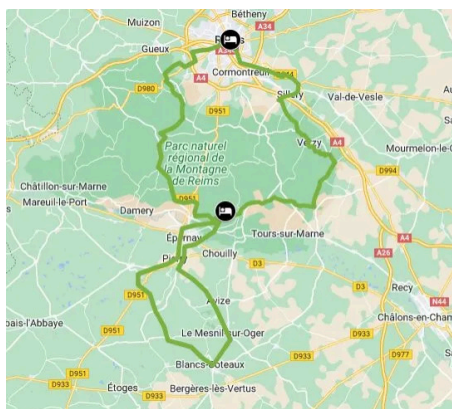 Bétheny
Muizon
A34
Gueux
Cormontreuil
A4
Sillery
D980
D951
Val-de-Vesle
Parc naturel
régional de
la Montagne
de Reims
Verzy
A4
Mourmelon-le
D994
Châtillon-sur-Marne
Mareuil-le-Port
D951
Damery
Épernay
Tours-sur-Marne
A4
Chouilly
A26
D3
D3
Recy
D951
Avize
N44
Châlons-en-Cham
D951
Le Mesnil-sur-Oger
D933
D977
D951
Blancs-Coteaux
D933
D933
Étoges
Bergères-lès-Vertus